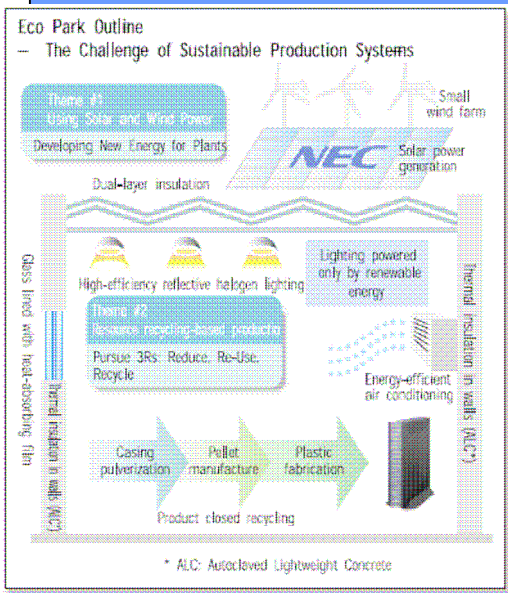 Eco Park Outline
— The Challenge of Sustainable Production Systems
Theme #1
Using Solar and Wind Power
Developing New Energy for Plants
Small
wind farm
NEC
Solar power
generation
Dual-layer insulation
High-efficiency reflective halogen lighting
Lighting powered
only by renewable
energy
Theme #2
Resource recycling-based productio
Pursue 3Rs: Reduce, Re-Use,
Recycle
Energy-efficient
air conditioning
Glass lined with heat-absorbing film
Thermal insulation in walls (ALC*)
Thermal insulation in walls (ALC*)
Casing
pulverization
Pellet
manufacture
Plastic
fabrication
Product closed recycling
* ALC: Autoclaved Lightweight Concrete